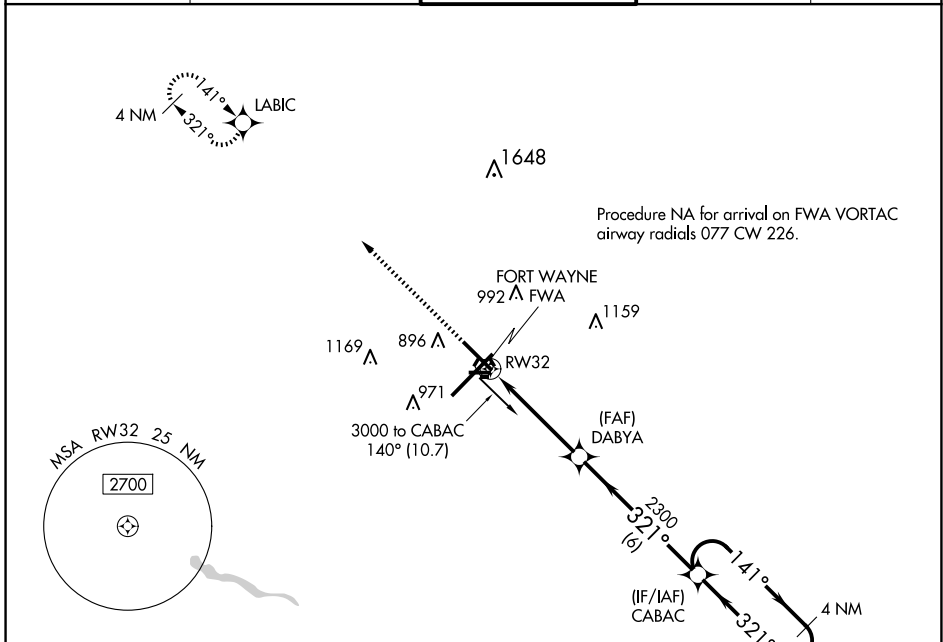 141°
LABIC
4 NM
321°
1648
Procedure NA for arrival on FWA VORTAC
airway radials 077 CW 226.
FORT WAYNE
FWA
992
1159
896
1169
RW32
971
3000 to CABAC
140° (10.7)
(FAF)
DABYA
MSA RW32 25 NM
2700
2300
321°
(6)
141°
(IF/IAF)
CABAC
4 NM
321°